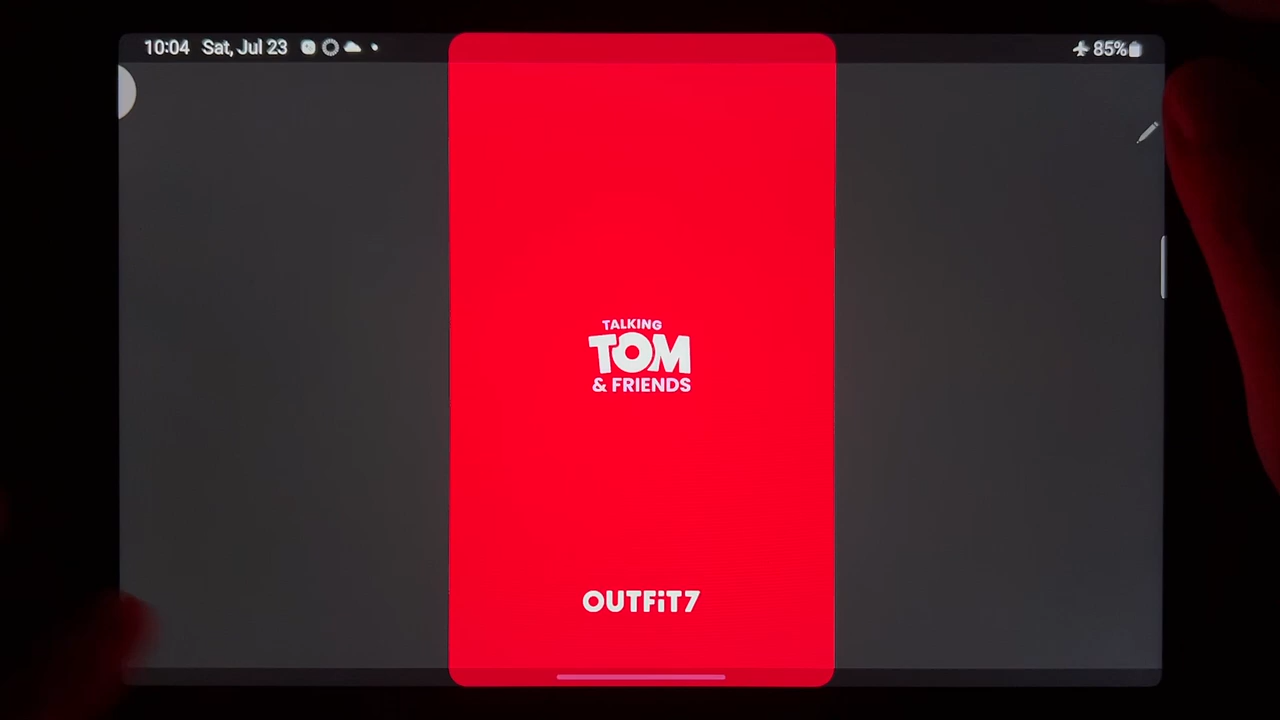 10:04 Sat, Jul 23
85%
TALKING
TOM
& FRIENDS
OUTFiT7